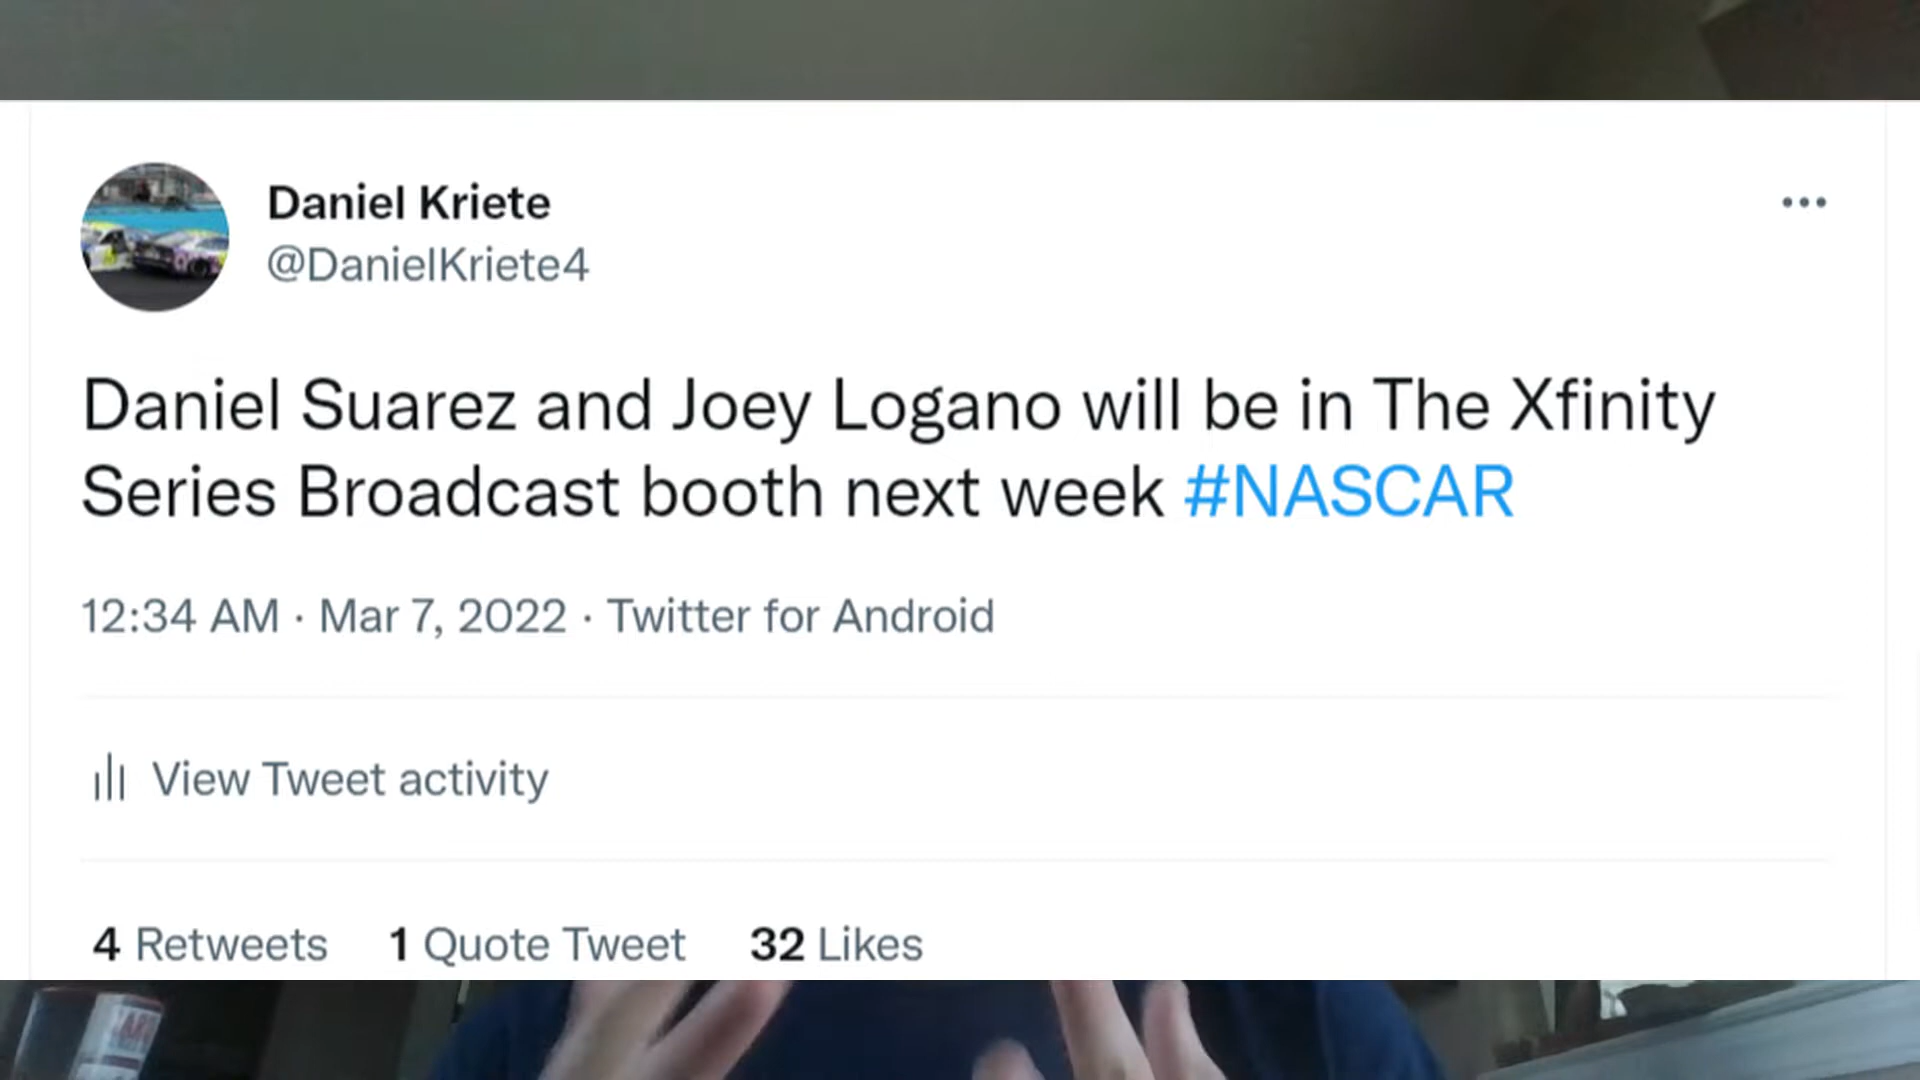 Daniel Kriete
@DanielKriete4
Daniel Suarez and Joey Logano will be in The Xfinity
Series Broadcast booth next week #NASCAR
12:34 AM · Mar 7, 2022 · Twitter for Android
View Tweet activity
4 Retweets 1 Quote Tweet 32 Likes